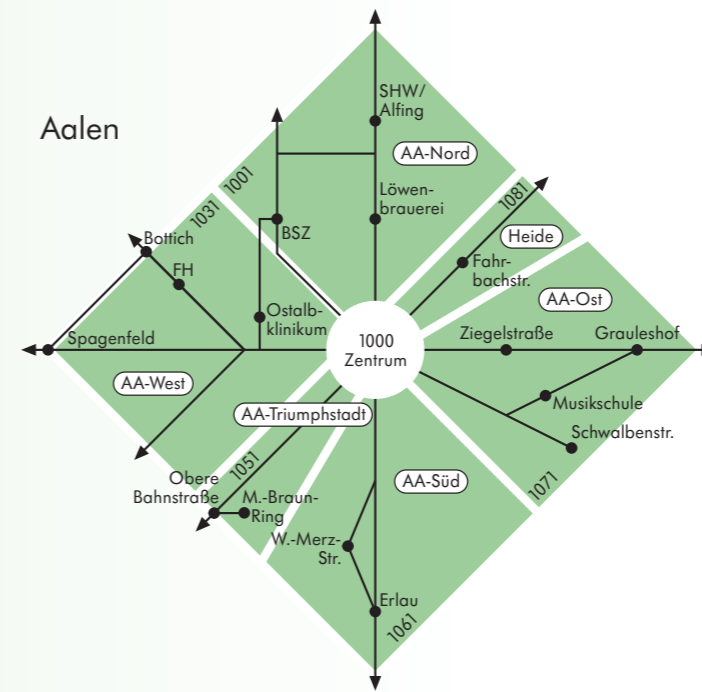 Aalen
SHW/
Alfing
AA-Nord
Löwen-
brauerei
1001
1031
1081
BSZ
Heide
Bottich
FH
Fahr-
bachstr.
AA-Ost
Ostalb-
klinikum
Spagenfeld
1000
Zentrum
Ziegelstraße
Grauleshof
AA-West
AA-Triumphstadt
Musikschule
Schwalbenstr.
1051
Obere
Bahnstraße
M.-Braun-
Ring
AA-Süd
1071
W.-Merz-
Str.
Erlau
1061